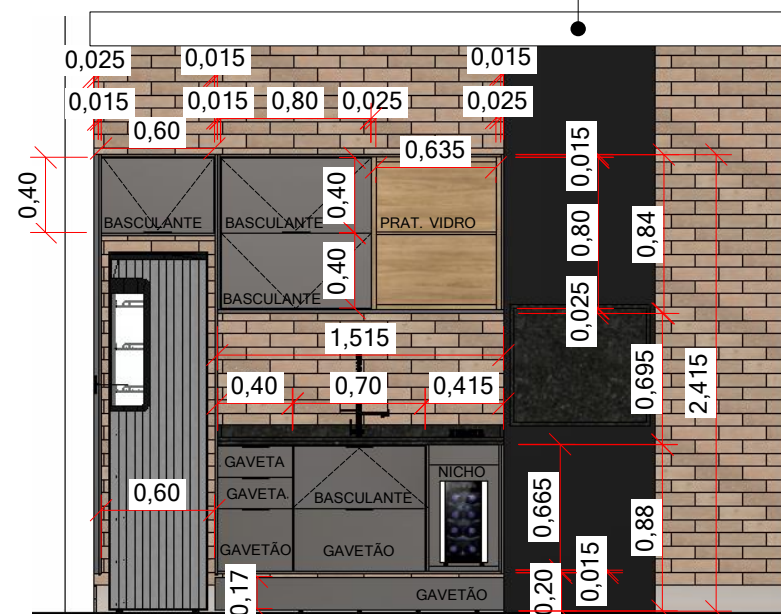 0,025 0,015 0,015
0,015 0,015 0,80 0,025 0,025
0,60 0,635 0,015
0,40 0,40 0,80 0,84
BASCULANTE BASCULANTE PRAT. VIDRO
0,40
BASCULANTE 0,025
1,515 0,695 2,415
0,40 0,70 0,415
GAVETA NICHO
0,60 GAVETA BASCULANTE 0,665 0,88
GAVETÃO GAVETÃO
0,17 GAVETÃO 0,20 0,015